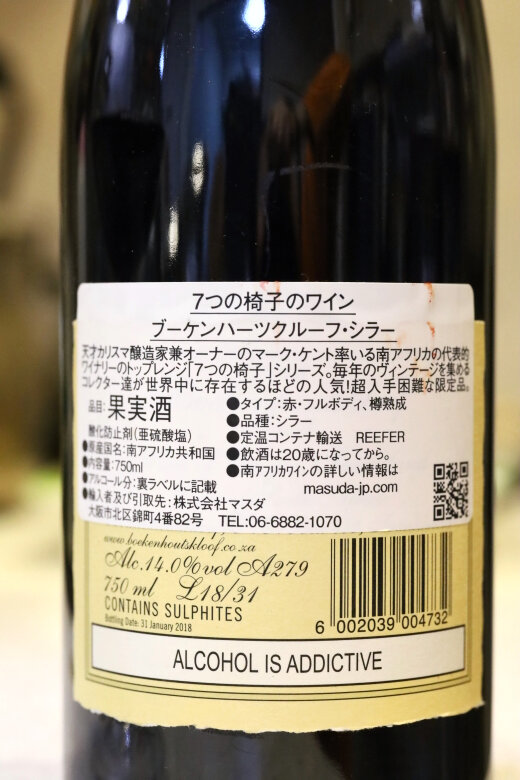 7つの椅子のワイン
ブーケンハーツクルーフ・シラー
天才カリスマ醸造家兼オーナーのマーク・ケント率いる南アフリカの代表的
ワイナリーのトップレンジ「7つの椅子」シリーズ。毎年のヴィンテージを集める
コレクター達が世界中に存在するほどの人気!超入手困難な限定品。
品目:果実酒
酸化防止剤(亜硫酸塩)
●原産国名:南アフリカ共和国
●内容量:750ml
●アルコール分:裏ラベルに記載
●輸入者及び引取先:株式会社マスダ
大阪市北区錦町4番82号 TEL:06-6882-1070
●タイプ:赤・フルボディ、樽熟成
●品種:シラー
●定温コンテナ輸送 REEFER
●飲酒は20歳になってから。
●南アフリカワインの詳しい情報は
masuda-jp.com
www.boekenhoutskloof.co.za
Alc.14.0%vol A279
750 ml L18/31
CONTAINS SULPHITES
Bottling Date: 31 January 2018
6 002039 004732
ALCOHOL IS ADDICTIVE